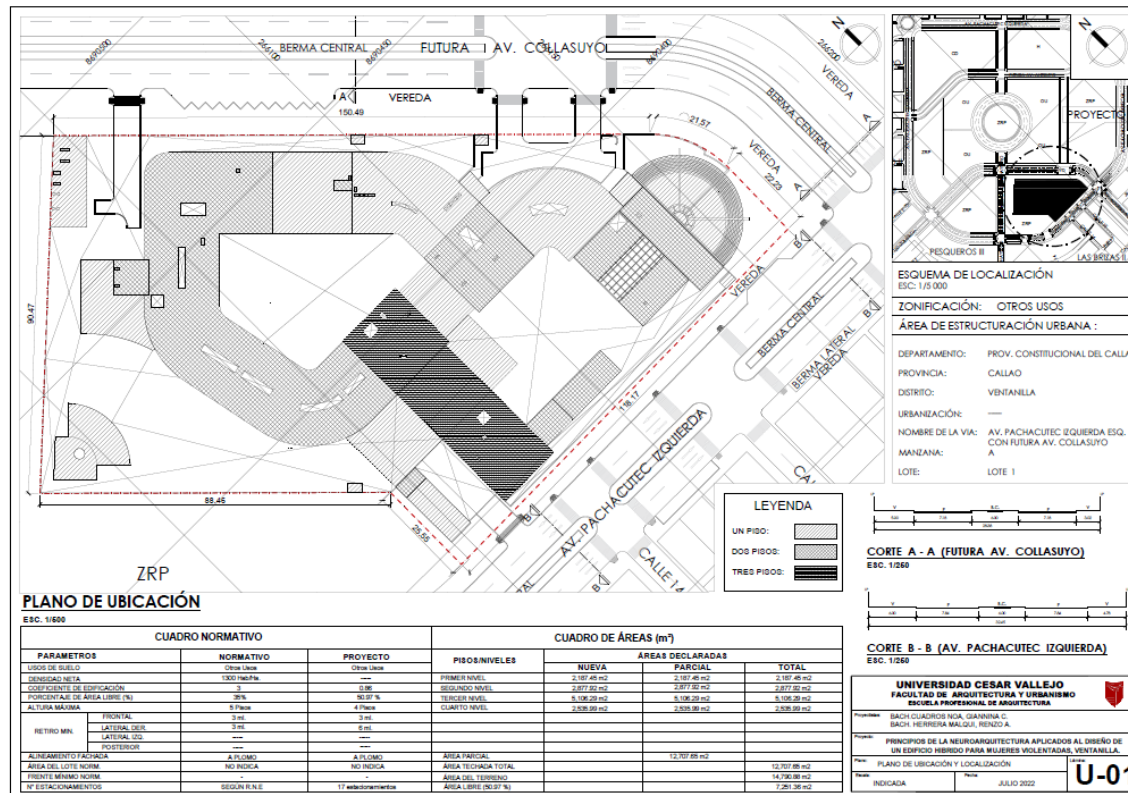 BERMA CENTRAL
FUTURA AV. COLLASUYO
8690500
266100
8690450
8690400
266200
VEREDA
BERMA CENTRAL
A
VEREDA
150.49
21.57
VEREDA
22.23
A
A
B
B
VEREDA
BERMA CENTRAL
BERMA LATERAL
VEREDA
90.47
118.17
88.45
25.55
B
B
AV. PACHACUTEC IZQUIERDA
CALLE 14
ZRP
N
N
PROYECTO
ZRP
OU
PESQUEROS III
ESQUEMA DE LOCALIZACIÓN
ESC: 1/5 000
ZONIFICACIÓN: OTROS USOS
ÁREA DE ESTRUCTURACIÓN URBANA :
DEPARTAMENTO: PROV. CONSTITUCIONAL DEL CALLA
PROVINCIA: CALLAO
DISTRITO: VENTANILLA
URBANIZACIÓN: ----
NOMBRE DE LA VIA: AV. PACHACUTEC IZQUIERDA ESQ.
CON FUTURA AV. COLLASUYO
MANZANA: A
LOTE: LOTE 1
LEYENDA
UN PISO:
DOS PISOS:
TRES PISOS:
CORTE A - A (FUTURA AV. COLLASUYO)
ESC. 1/250
CORTE B - B (AV. PACHACUTEC IZQUIERDA)
ESC. 1/250
PLANO DE UBICACIÓN
ESC. 1/500
CUADRO NORMATIVO
PARAMETROS NORMATIVO PROYECTO
USOS DE SUELO Otros Usos Otros Usos
DENSIDAD NETA 1300 Hab/Ha. ----
COEFICIENTE DE EDIFICACIÓN 3 0.86
PORCENTAJE DE ÁREA LIBRE (%) 35% 50.97 %
ALTURA MÁXIMA 5 Pisos 4 Pisos
RETIRO MIN.
FRONTAL 3 ml. 3 ml.
LATERAL DER. 3 ml. 6 ml.
LATERAL IZQ. ---- ----
POSTERIOR ---- ----
ALINEAMIENTO FACHADA A PLOMO A PLOMO
ÁREA DEL LOTE NORM. NO INDICA NO INDICA
FRENTE MÍNIMO NORM. - -
N° ESTACIONAMIENTOS SEGÚN R.N.E 17 estacionamientos
CUADRO DE ÁREAS (m²)
PISOS/NIVELES ÁREAS DECLARADAS
NUEVA PARCIAL TOTAL
PRIMER NIVEL 2,187.45 m2 2,187.45 m2 2,187.45 m2
SEGUNDO NIVEL 2,877.92 m2 2,877.92 m2 2,877.92 m2
TERCER NIVEL 5,106.29 m2 5,106.29 m2 5,106.29 m2
CUARTO NIVEL 2,535.99 m2 2,535.99 m2 2,535.99 m2
ÁREA PARCIAL 12,707.65 m2
ÁREA TECHADA TOTAL 12,707.65 m2
ÁREA DEL TERRENO 14,790.88 m2
ÁREA LIBRE (50.97 %) 7,251.36 m2
UNIVERSIDAD CESAR VALLEJO
FACULTAD DE ARQUITECTURA Y URBANISMO
ESCUELA PROFESIONAL DE ARQUITECTURA
BACH.CUADROS NOA, GIANNINA C.
BACH. HERRERA MALQUI, RENZO A.
PRINCIPIOS DE LA NEUROARQUITECTURA APLICADOS AL DISEÑO DE
UN EDIFICIO HIBRIDO PARA MUJERES VIOLENTADAS, VENTANILLA.
PLANO DE UBICACIÓN Y LOCALIZACIÓN
INDICADA
JULIO 2022
U-01